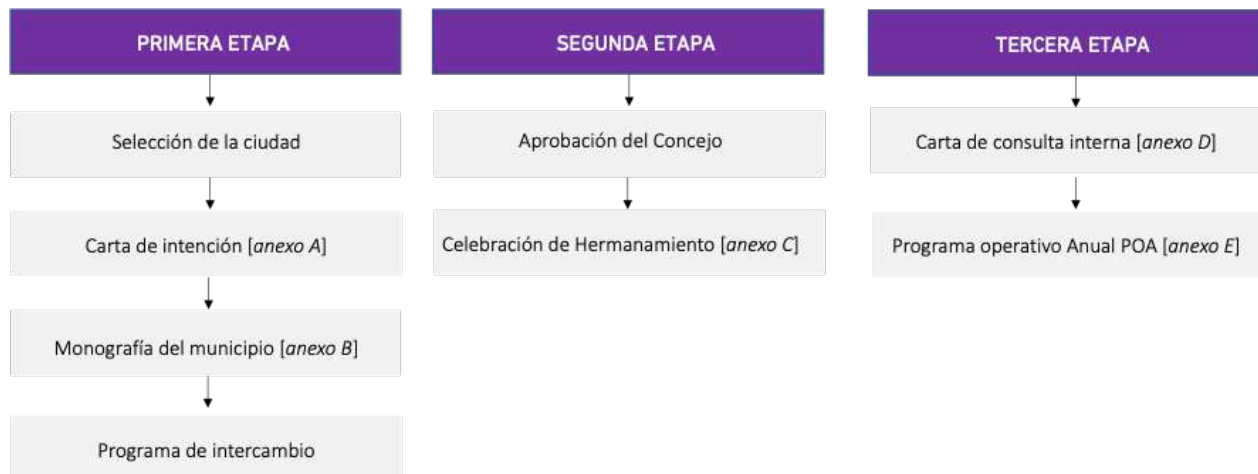 PRIMERA ETAPA
Selección de la ciudad
Carta de intención [anexo A]
Monografía del municipio [anexo B]
Programa de intercambio
SEGUNDA ETAPA
Aprobación del Concejo
Celebración de Hermanamiento [anexo C]
TERCERA ETAPA
Carta de consulta interna [anexo D]
Programa operativo Anual POA [anexo E]